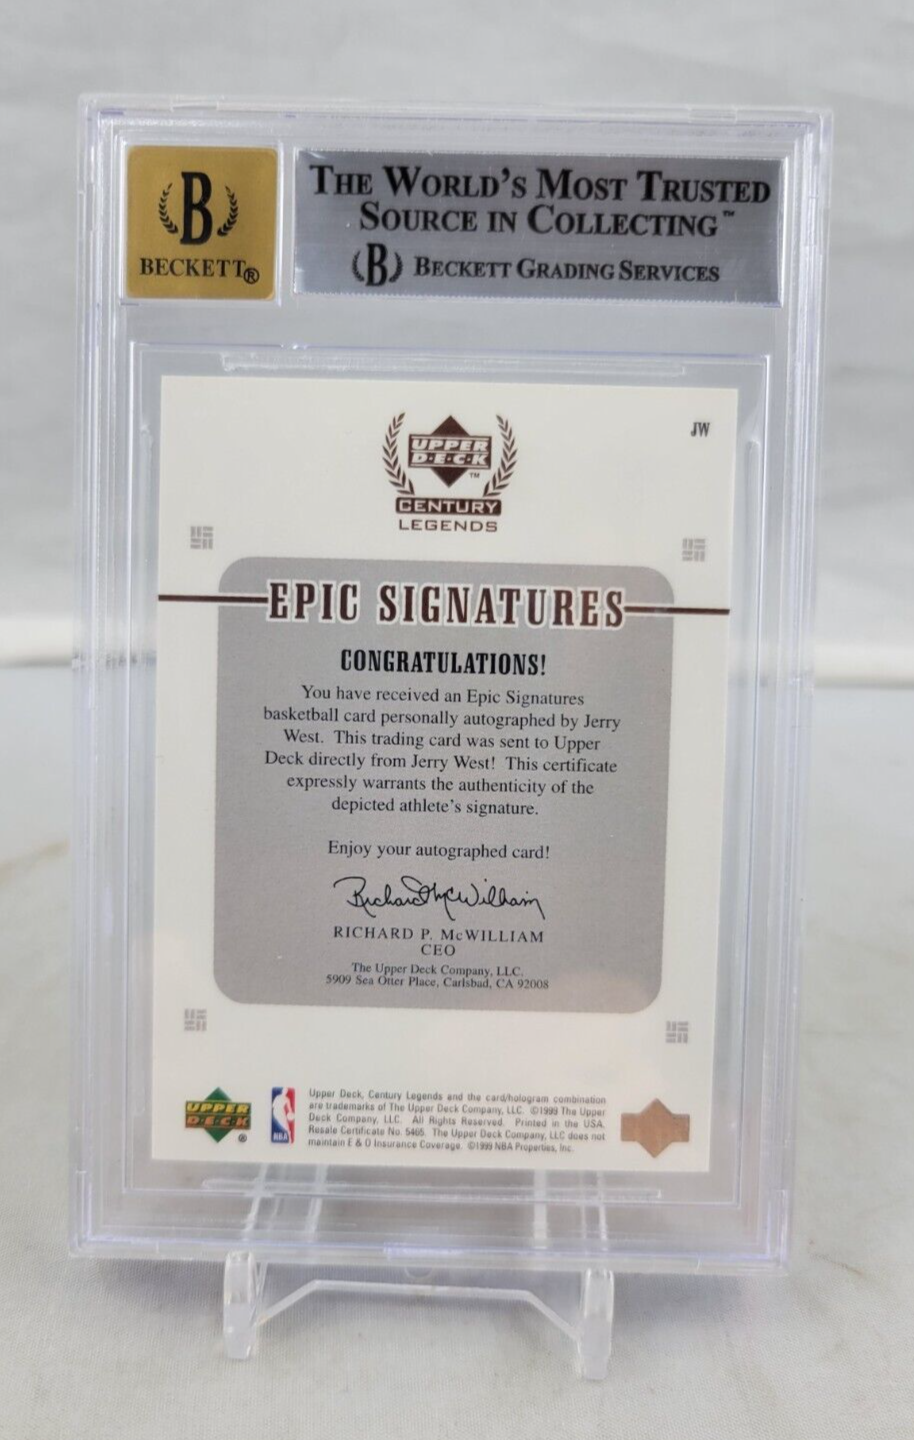 B
BECKETT®
THE WORLD'S MOST TRUSTED
SOURCE IN COLLECTING™
B BECKETT GRADING SERVICES
JW
UPPER
D·E·C·K
™
CENTURY
LEGENDS
EPIC SIGNATURES
CONGRATULATIONS!
You have received an Epic Signatures
basketball card personally autographed by Jerry
West. This trading card was sent to Upper
Deck directly from Jerry West! This certificate
expressly warrants the authenticity of the
depicted athlete's signature.
Enjoy your autographed card!
Richard McWilliam
RICHARD P. McWILLIAM
CEO
The Upper Deck Company, LLC.
5909 Sea Otter Place, Carlsbad, CA 92008
UPPER
D·E·C·K
®
NBA
Upper Deck, Century Legends and the card/hologram combination
are trademarks of The Upper Deck Company, LLC. ©1999 The Upper
Deck Company, LLC. All Rights Reserved. Printed in the USA.
Resale Certificate No. 5465. The Upper Deck Company, LLC does not
maintain E & O Insurance Coverage. ©1999 NBA Properties, Inc.